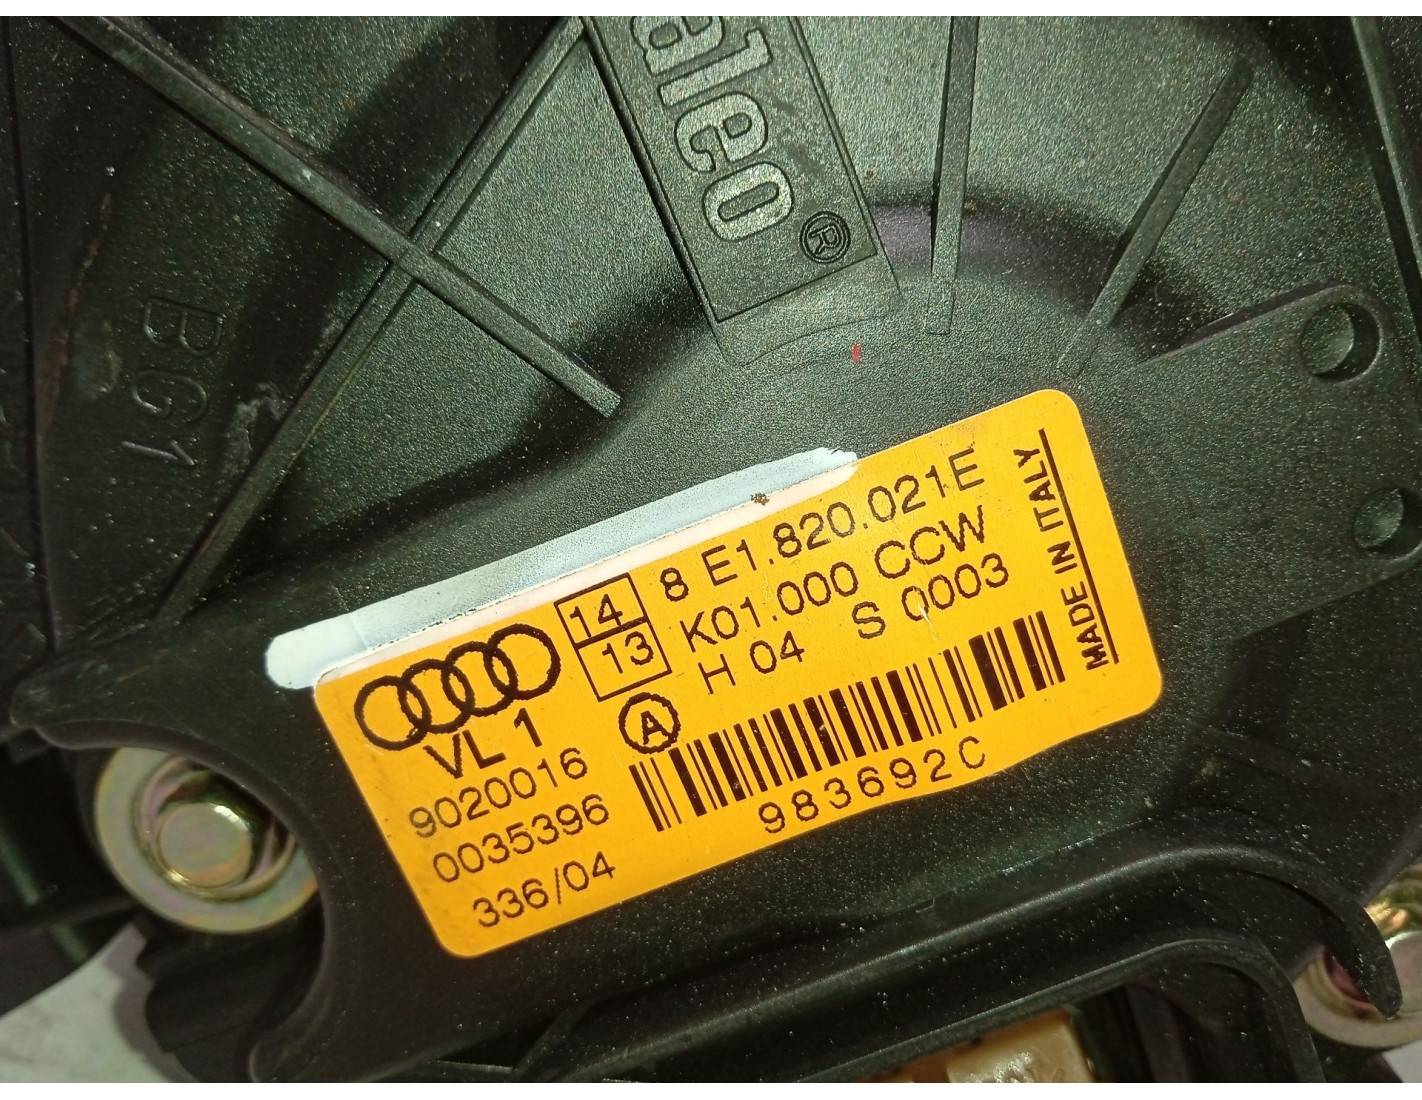 aleo®
BG1
8 E1.820.021E
K01.000 CCW
H 04 S 0003
MADE IN ITALY
14
13
A
VL 1
9020016
0035396
336/04
983692C